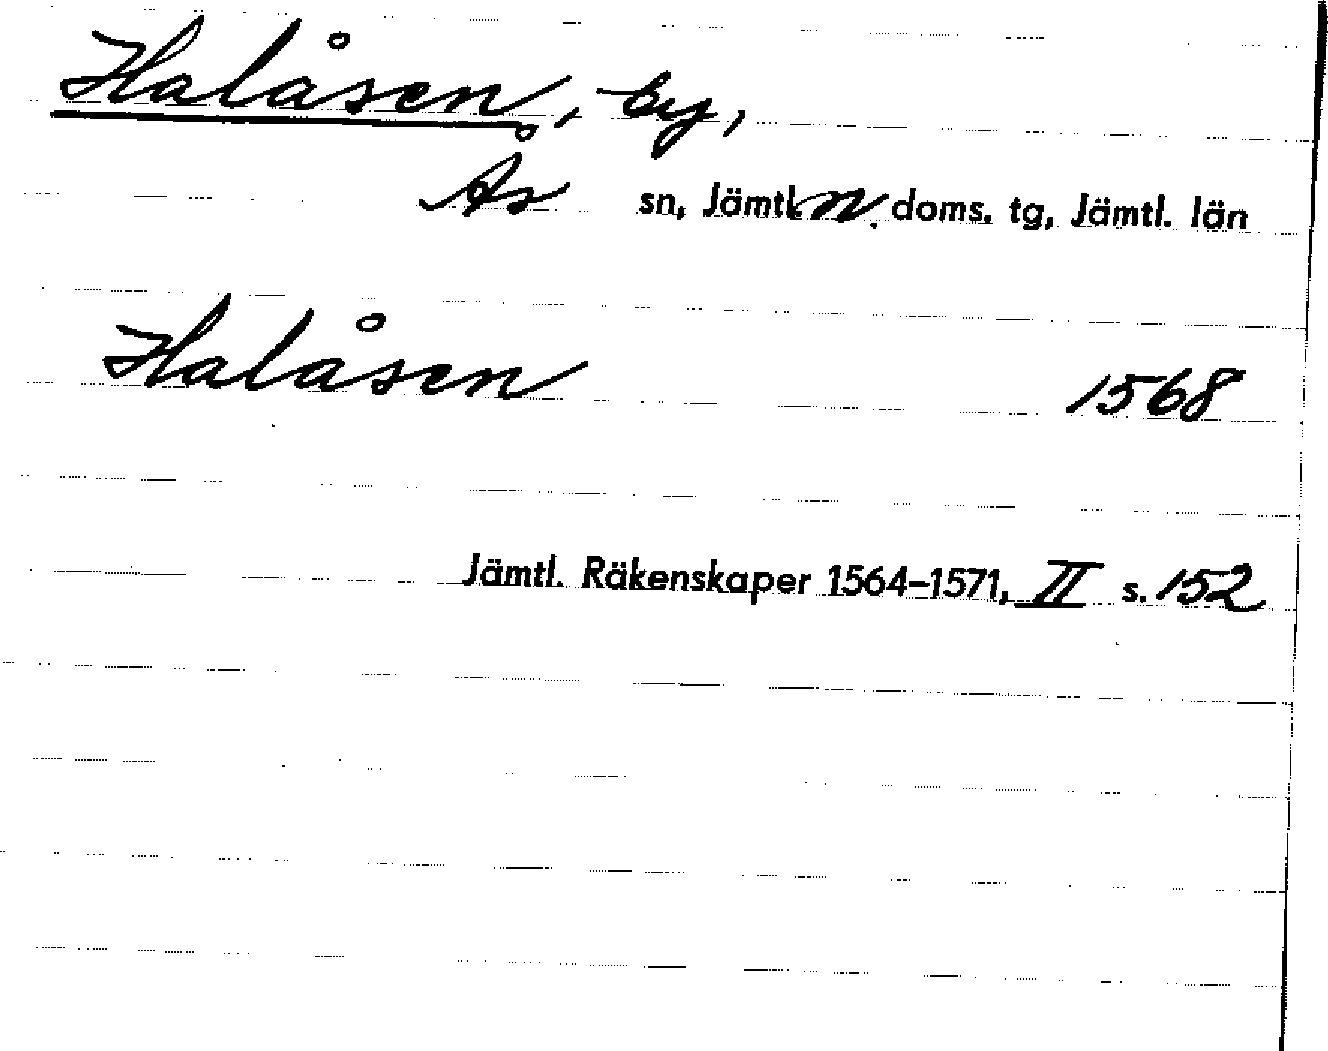 Halåsen, by,
Ås sn, Jämtl. n. doms. tg, Jämtl. län
Halåsen 1568
Jämtl. Räkenskaper 1564–1571, II s. 152